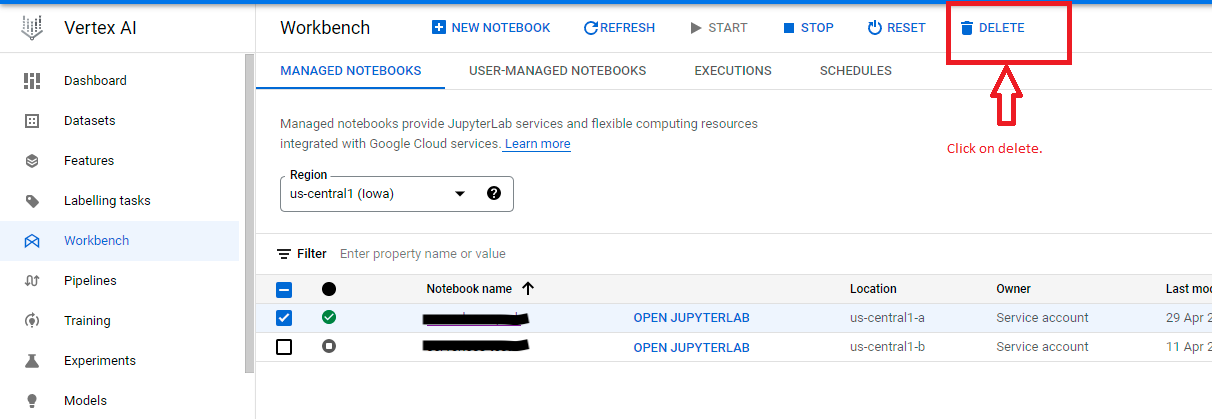 Vertex AI
Workbench
NEW NOTEBOOK
REFRESH
START
STOP
RESET
DELETE
MANAGED NOTEBOOKS
USER-MANAGED NOTEBOOKS
EXECUTIONS
SCHEDULES
Dashboard
Datasets
Features
Labelling tasks
Workbench
Pipelines
Training
Experiments
Models
Click on delete.
Managed notebooks provide JupyterLab services and flexible computing resources
integrated with Google Cloud services. Learn more
Region
us-central1 (Iowa)
Filter Enter property name or value
Notebook name Location Owner Last mod
OPEN JUPYTERLAB us-central1-a Service account 29 Apr 2
OPEN JUPYTERLAB us-central1-b Service account 11 Apr 2